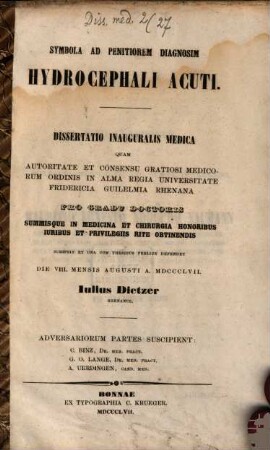 Diss. med. 2(27
SYMBOLA AD PENITIOREM DIAGNOSIM
HYDROCEPHALI ACUTI.
DISSERTATIO INAUGURALIS MEDICA
QUAM
AUTORITATE ET CONSENSU GRATIOSI MEDICO-
RUM ORDINIS IN ALMA REGIA UNIVERSITATE
FRIDERICIA GUILELMIA RHENANA
PRO GRADU DOCTORIS
SUMMISQUE IN MEDICINA ET CHIRURGIA HONORIBUS
IURIBUS ET PRIVILEGIIS RITE OBTINENDIS
SCRIPSIT ET UNA CUM THESIBUS PUBLICE DEFENDET
DIE VIII. MENSIS AUGUSTI A. MDCCCLVII.
Iulius Dietzer
RHENANUS.
ADVERSARIORUM PARTES SUSCIPIENT:
C. BINZ, DR. MED. PRACT.
G. O. LANGE, DR. MED. PRACT.
A. UERDINGEN, CAND. MED.
BONNAE
EX TYPOGRAPHIA C. KRUEGER.
MDCCCLVII.